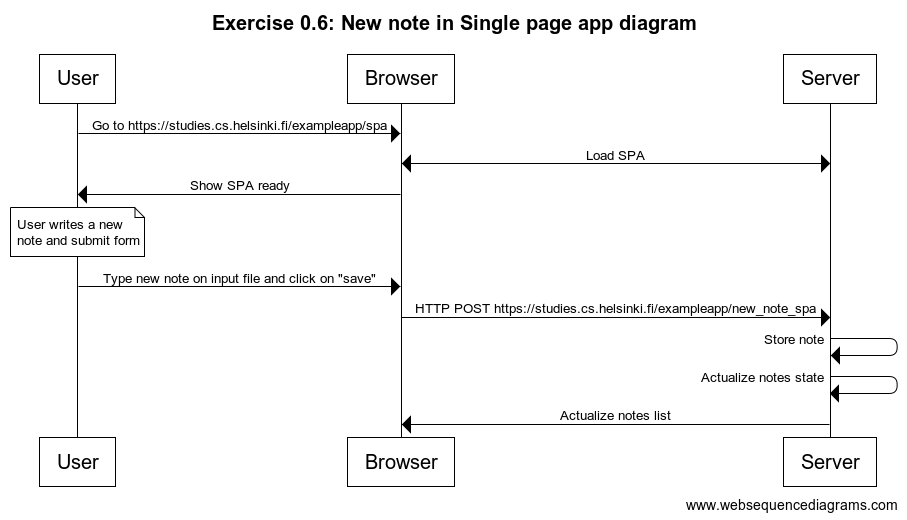 Exercise 0.6: New note in Single page app diagram
User
Browser
Server
Go to https://studies.cs.helsinki.fi/exampleapp/spa
Load SPA
Show SPA ready
User writes a new
note and submit form
Type new note on input file and click on "save"
HTTP POST https://studies.cs.helsinki.fi/exampleapp/new_note_spa
Store note
Actualize notes state
Actualize notes list
User
Browser
Server
www.websequencediagrams.com